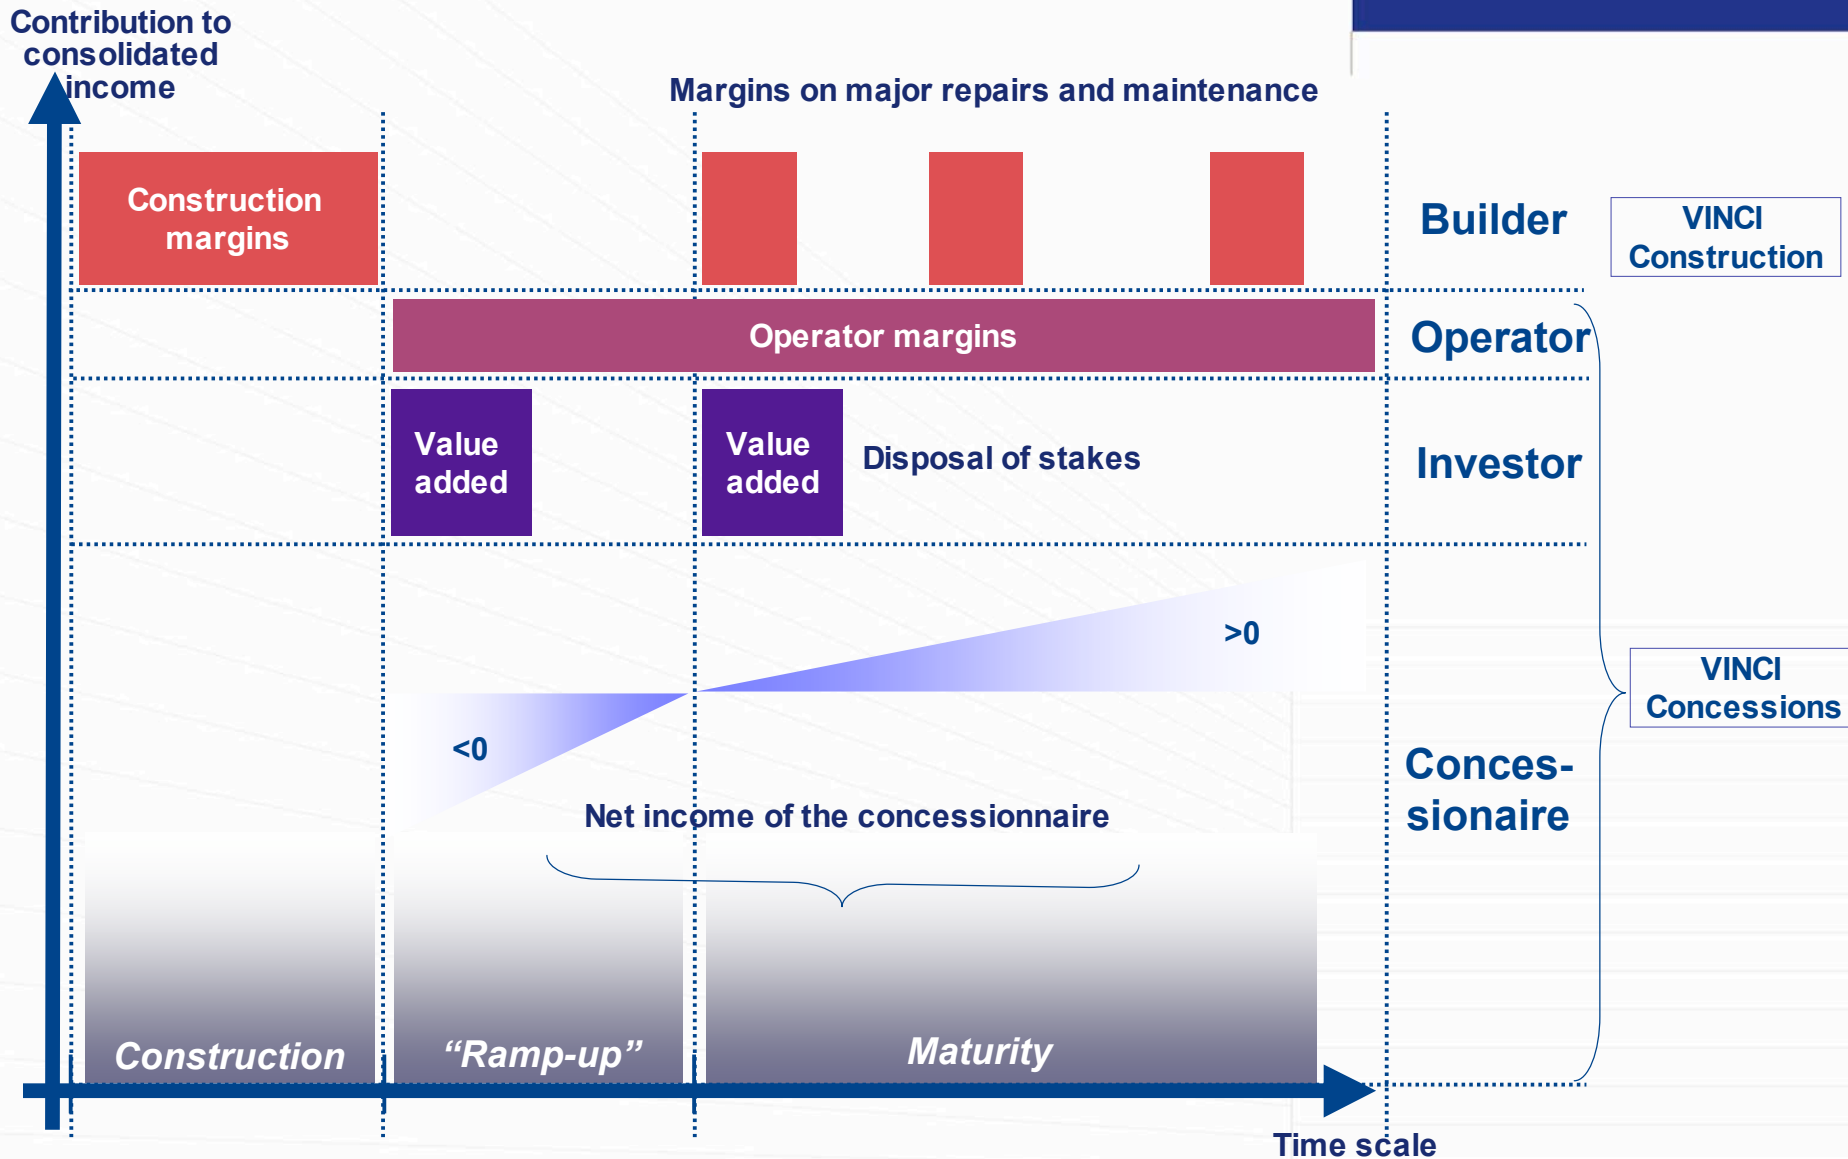 Contribution to
consolidated
income
Margins on major repairs and maintenance
Construction
margins
Builder
VINCI
Construction
Operator margins
Operator
Value
added
Value
added
Disposal of stakes
Investor
>0
<0
VINCI
Concessions
Conces-
sionaire
Net income of the concessionnaire
Construction
“Ramp-up”
Maturity
Time scale